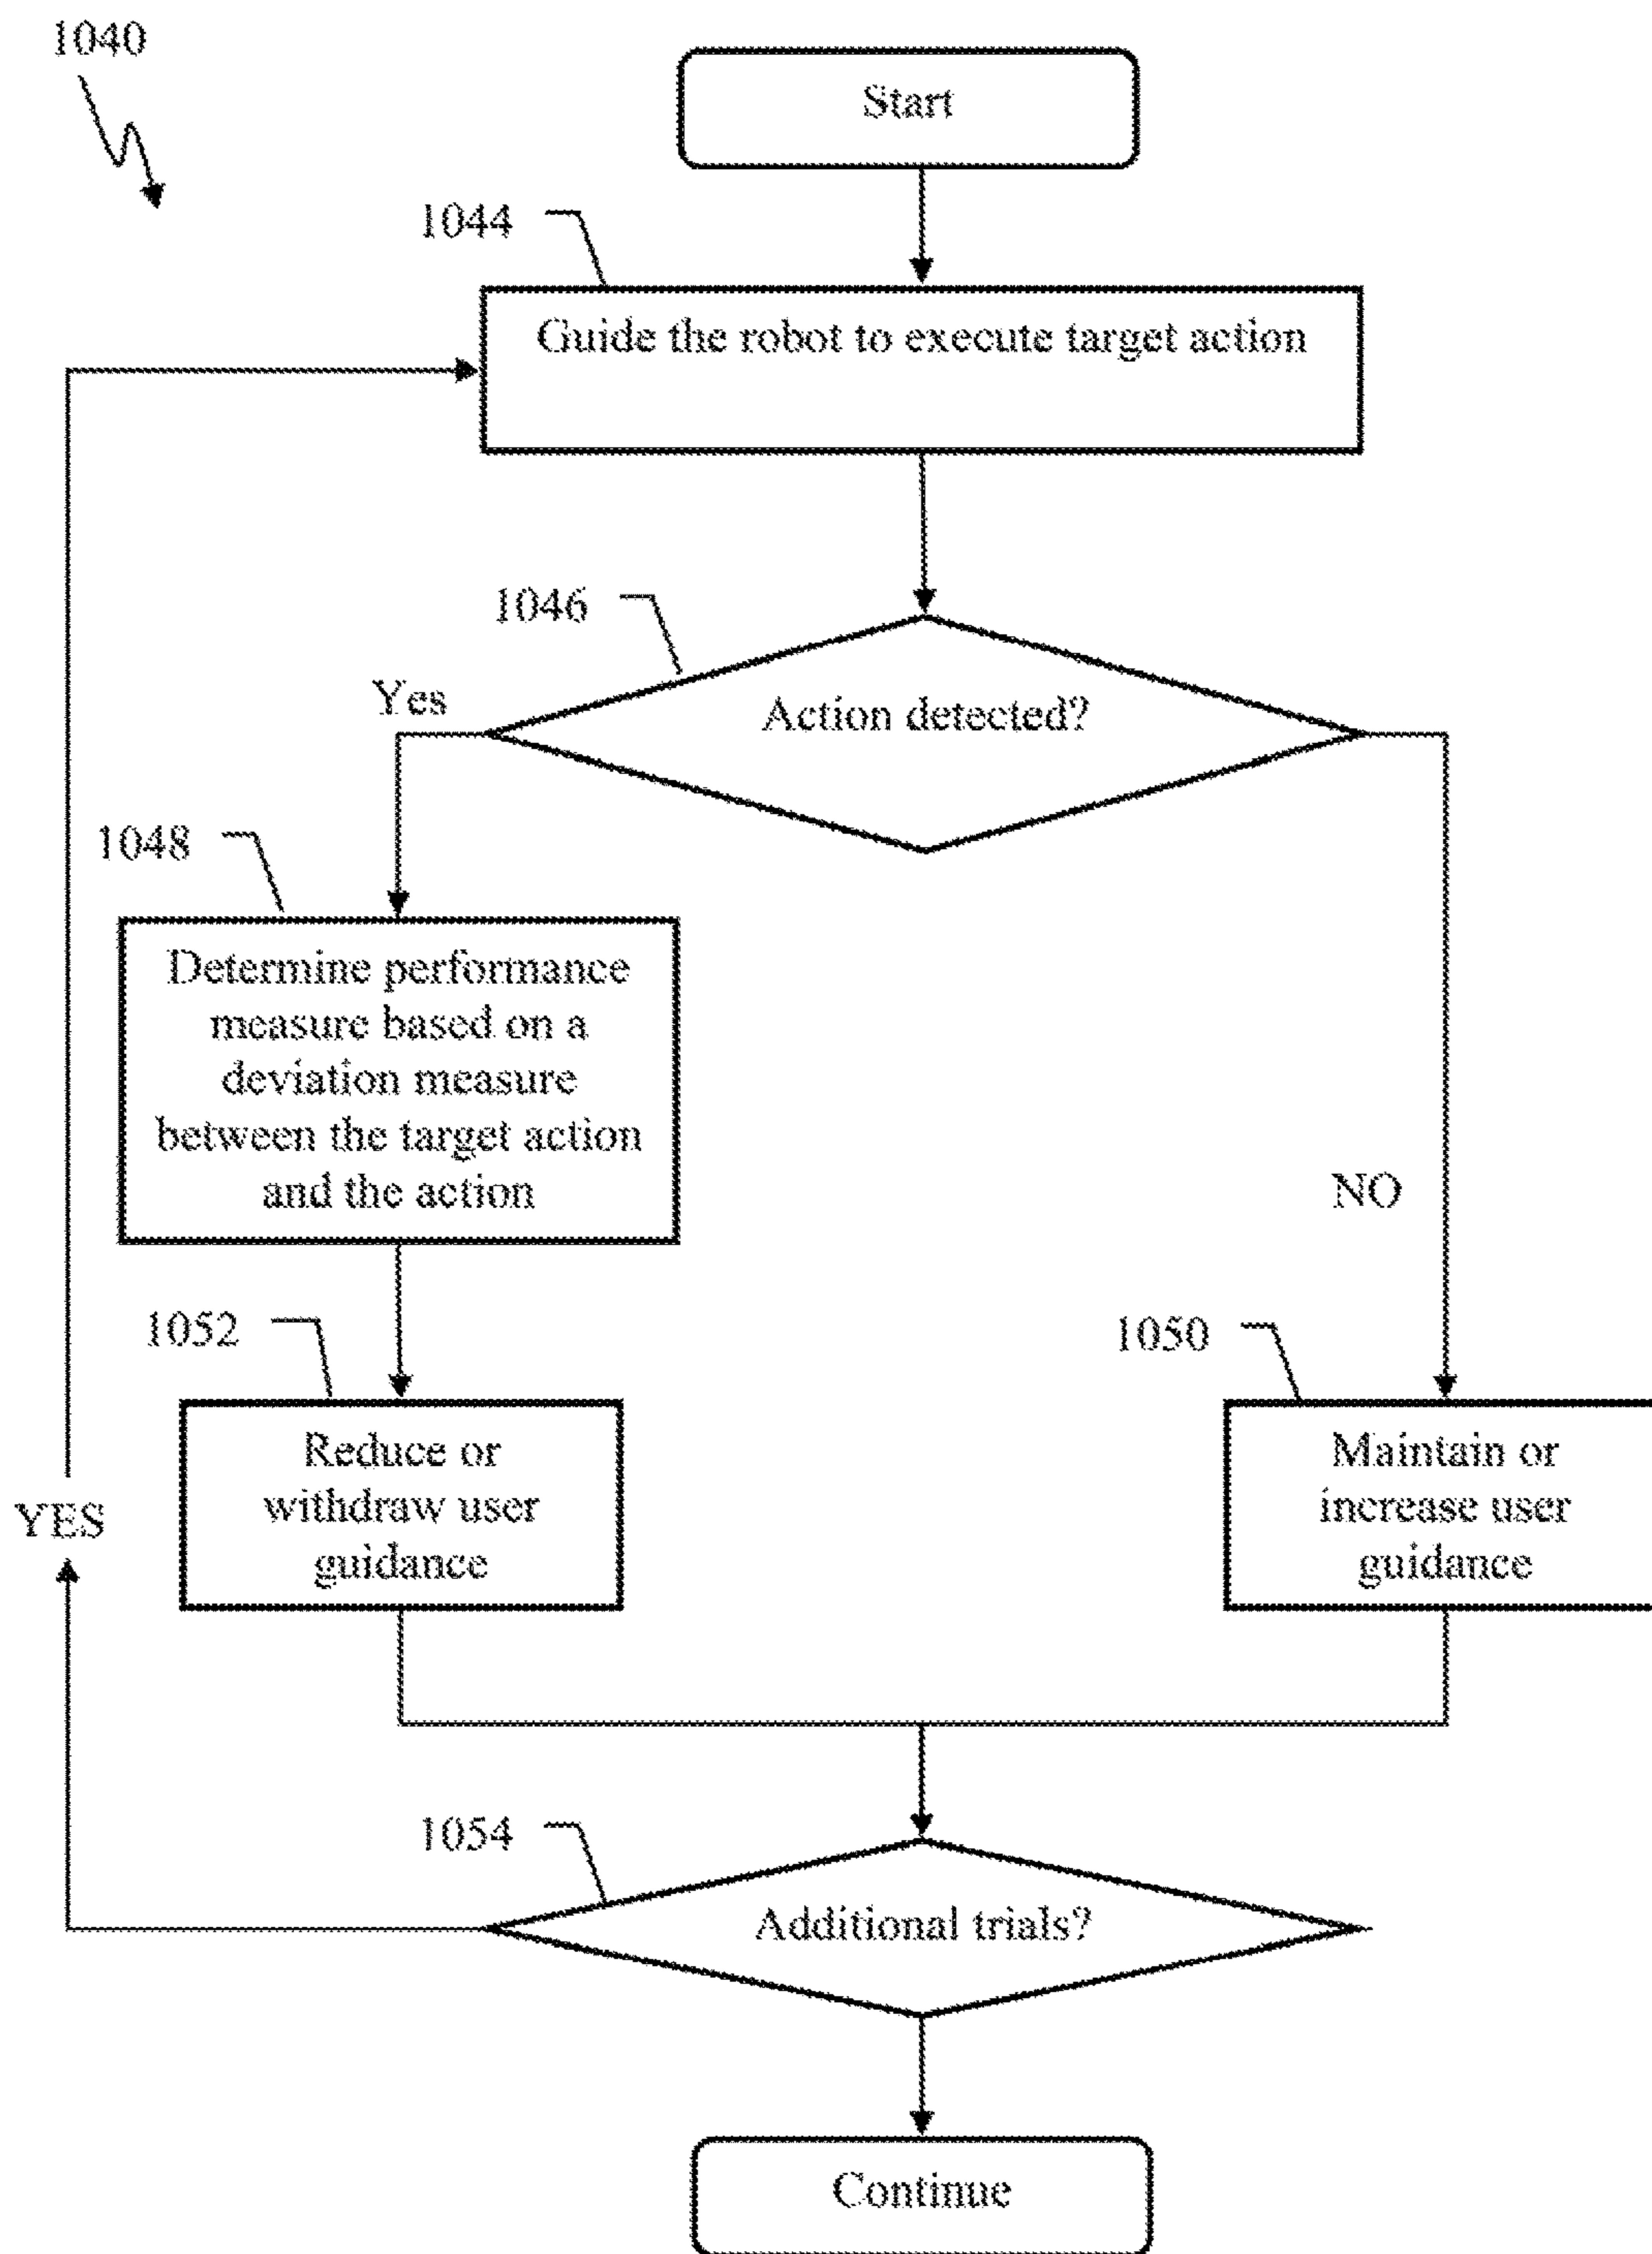 1040
Start
1044
Guide the robot to execute target action
1046
Yes
Action detected?
1048
Determine performance
measure based on a
deviation measure
between the target action
and the action
NO
1052
1050
Reduce or
withdraw user
guidance
Maintain or
increase user
guidance
YES
1054
Additional trials?
Continue